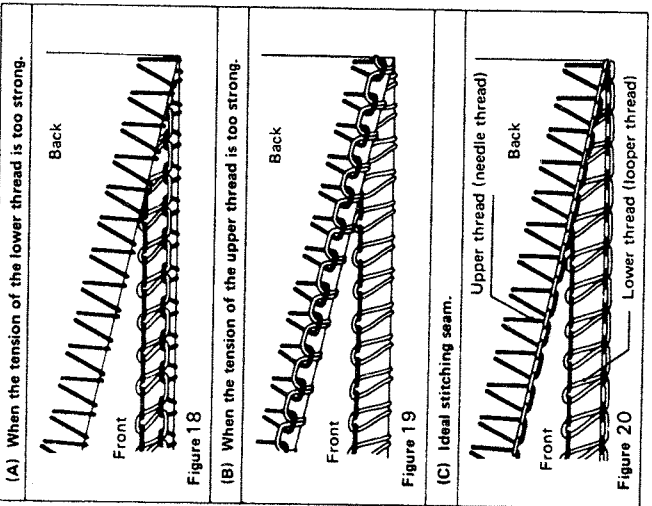 (A) When the tension of the lower thread is too strong.
Back
Front
Figure 18
(B) When the tension of the upper thread is too strong.
Back
Front
Figure 19
(C) Ideal stitching seam.
Upper thread (needle thread)
Back
Front
Lower thread (looper thread)
Figure 20